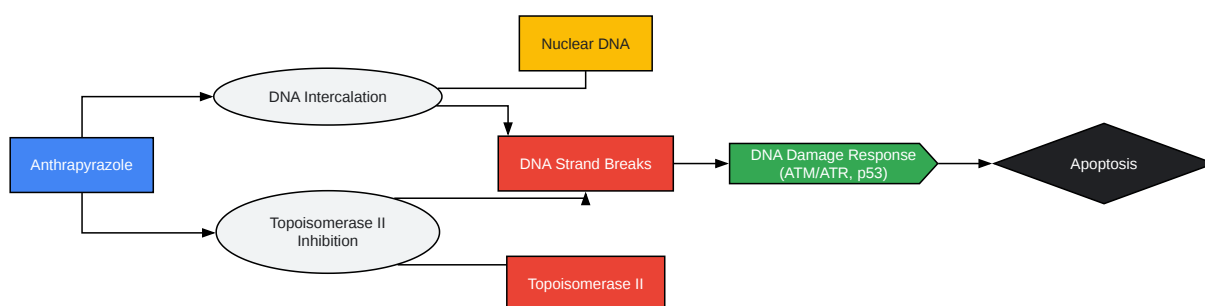 Nuclear DNA
DNA Intercalation
Anthrapyrazole
DNA Strand Breaks
DNA Damage Response
(ATM/ATR, p53)
Apoptosis
Topoisomerase II
Inhibition
Topoisomerase II